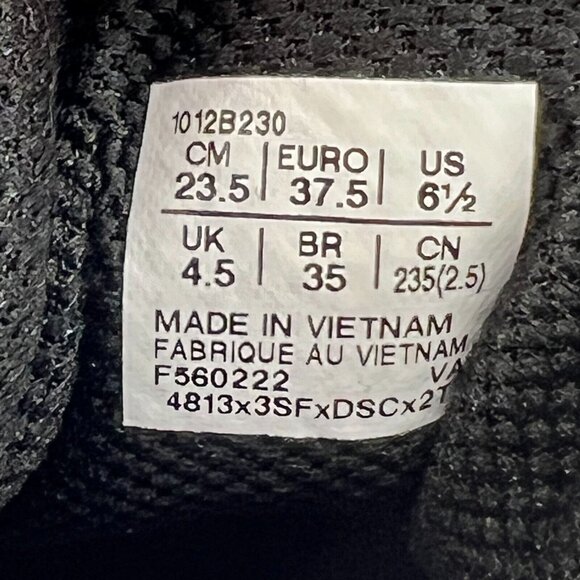 1012B230
CM | EURO | US
23.5 | 37.5 | 6½
UK | BR | CN
4.5 | 35 | 235(2.5)
MADE IN VIETNAM
FABRIQUE AU VIETNAM
F560222
4813x3SFxDSCx2